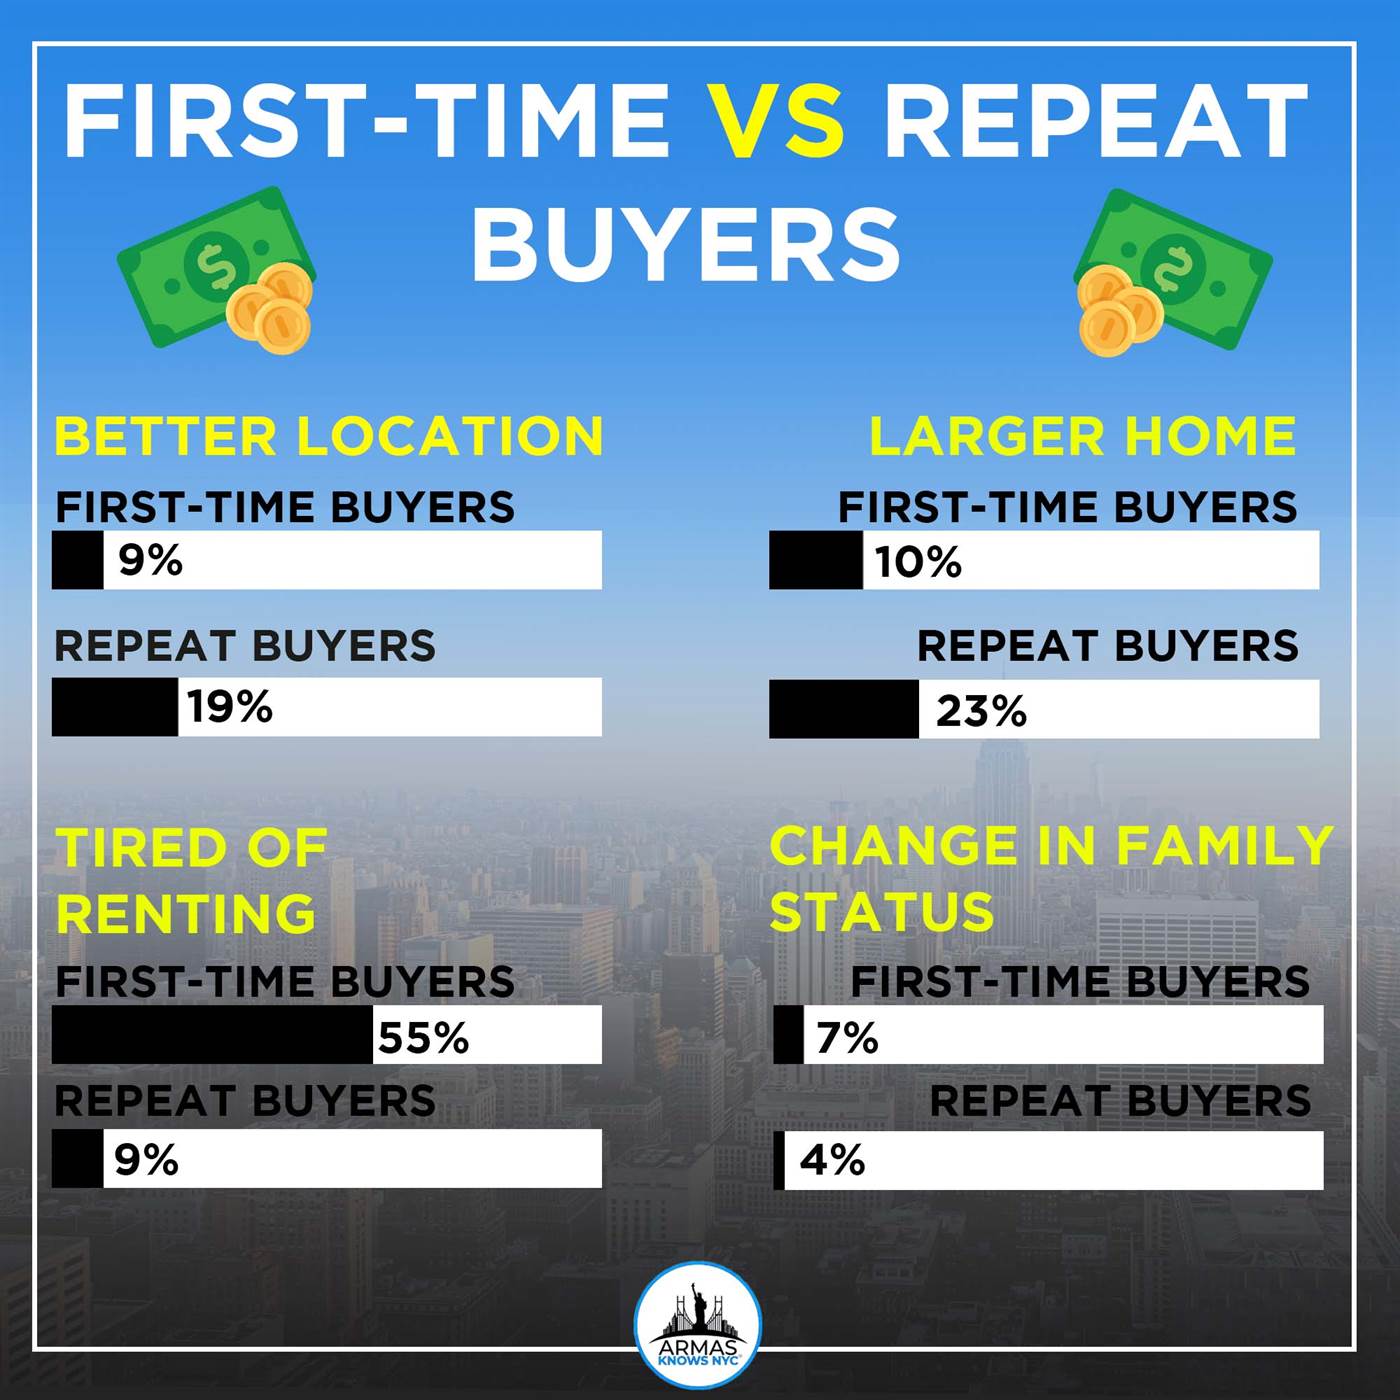 FIRST-TIME VS REPEAT
BUYERS
BETTER LOCATION
FIRST-TIME BUYERS
9%
REPEAT BUYERS
19%
LARGER HOME
FIRST-TIME BUYERS
10%
REPEAT BUYERS
23%
TIRED OF
RENTING
FIRST-TIME BUYERS
55%
REPEAT BUYERS
9%
CHANGE IN FAMILY
STATUS
FIRST-TIME BUYERS
7%
REPEAT BUYERS
4%
ARMAS
KNOWS NYC